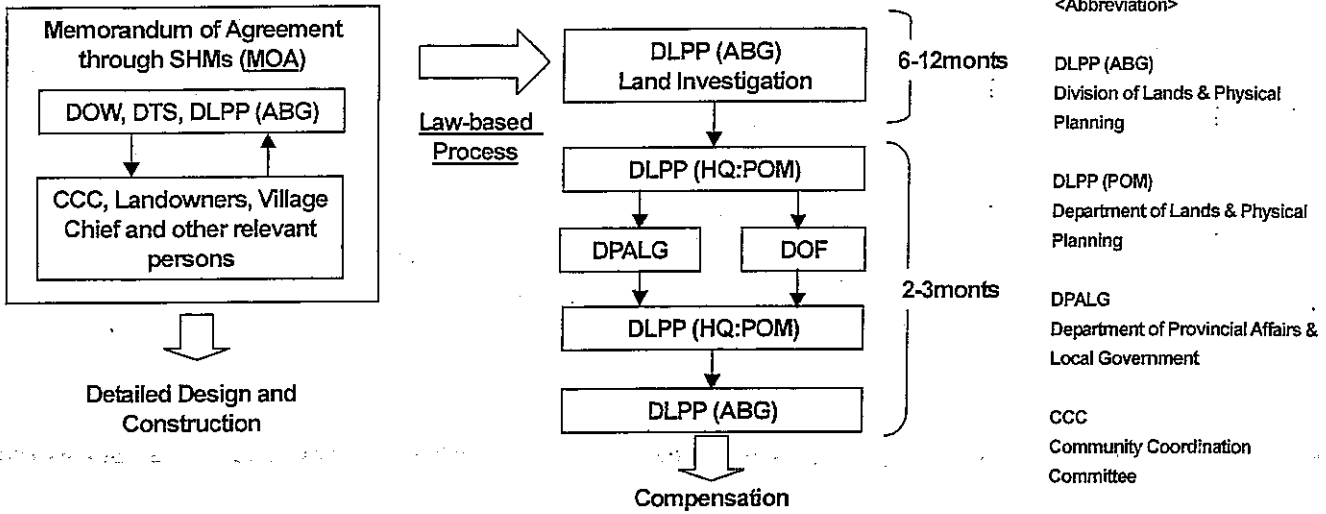 Memorandum of Agreement
through SHMs (MOA)
DOW, DTS, DLPP (ABG)
CCC, Landowners, Village
Chief and other relevant
persons
Detailed Design and
Construction
Law-based
Process
DLPP (ABG)
Land Investigation
DLPP (HQ:POM)
DPALG
DOF
DLPP (HQ:POM)
DLPP (ABG)
Compensation
6-12monts
2-3monts
<Abbreviation>
DLPP (ABG)
Division of Lands & Physical
Planning
DLPP (POM)
Department of Lands & Physical
Planning
DPALG
Department of Provincial Affairs &
Local Government
CCC
Community Coordination
Committee